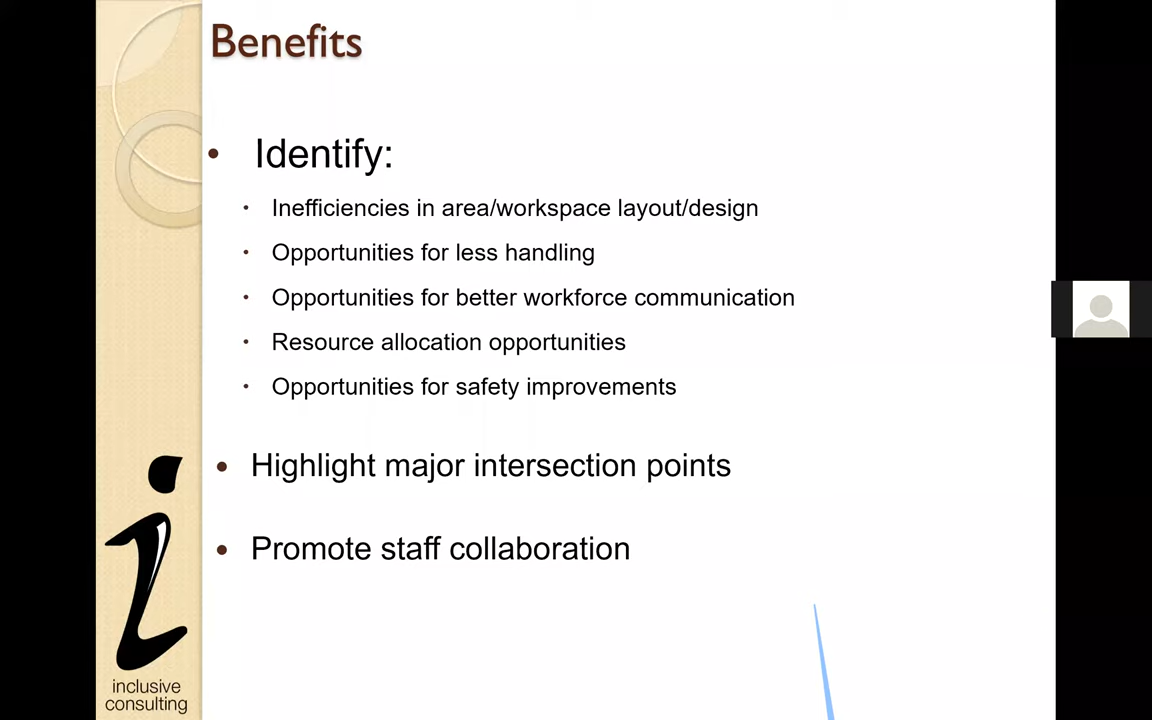 Benefits
• Identify:
• Inefficiencies in area/workspace layout/design
• Opportunities for less handling
• Opportunities for better workforce communication
• Resource allocation opportunities
• Opportunities for safety improvements
• Highlight major intersection points
• Promote staff collaboration
i
inclusive
consulting